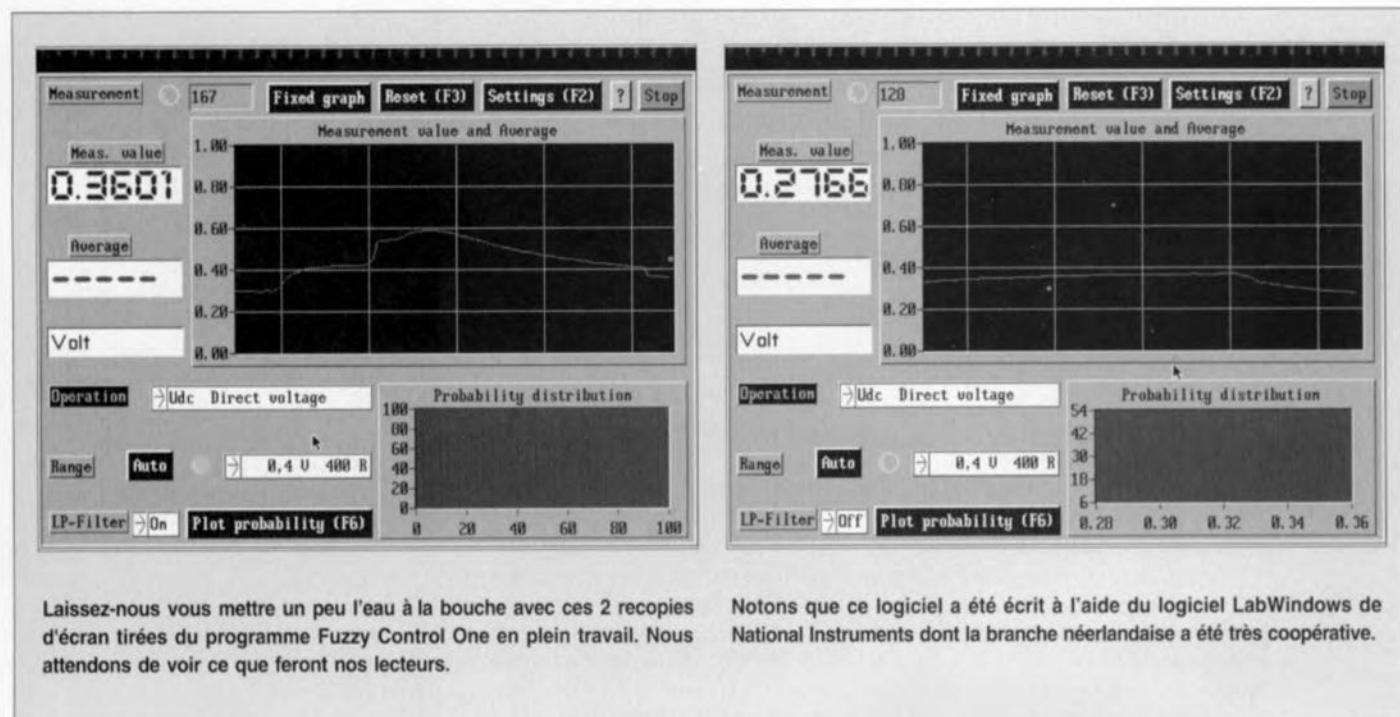 Measurement 167 Fixed graph Reset (F3) Settings (F2) ? Stop
Measurement value and Average
Meas. value
0.3601
Average
-----
Volt
1.00
0.80
0.60
0.40
0.20
0.00
Operation Udc Direct voltage
Range Auto 0,4 V 400 R
LP-Filter On Plot probability (F6)
Probability distribution
100
80
60
40
20
0
0 20 40 60 80 100
Measurement 128 Fixed graph Reset (F3) Settings (F2) ? Stop
Measurement value and Average
Meas. value
0.2766
Average
-----
Volt
1.00
0.80
0.60
0.40
0.20
0.00
Operation Udc Direct voltage
Range Auto 0,4 V 400 R
LP-Filter Off Plot probability (F6)
Probability distribution
54
42
30
18
6
0.28 0.30 0.32 0.34 0.36
Laissez-nous vous mettre un peu l'eau à la bouche avec ces 2 recopies
d'écran tirées du programme Fuzzy Control One en plein travail. Nous
attendons de voir ce que feront nos lecteurs.
Notons que ce logiciel a été écrit à l'aide du logiciel LabWindows de
National Instruments dont la branche néerlandaise a été très coopérative.